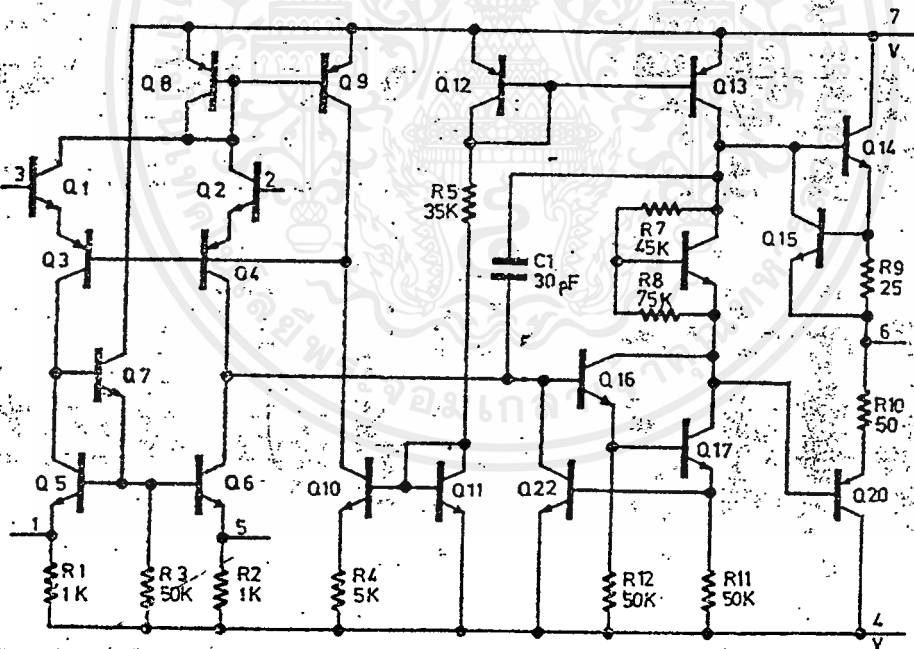 7
V
Q8
Q9
Q12
Q13
Q14
3
Q1
Q2
2
R5
35K
Q3
Q4
C1
30pF
R7
45K
R8
75K
Q15
R9
25
6
Q7
Q16
R10
50
Q5
Q6
Q10
Q11
Q22
Q17
Q20
1
5
R1
1K
R3
50K
R2
1K
R4
5K
R12
50K
R11
50K
4
V